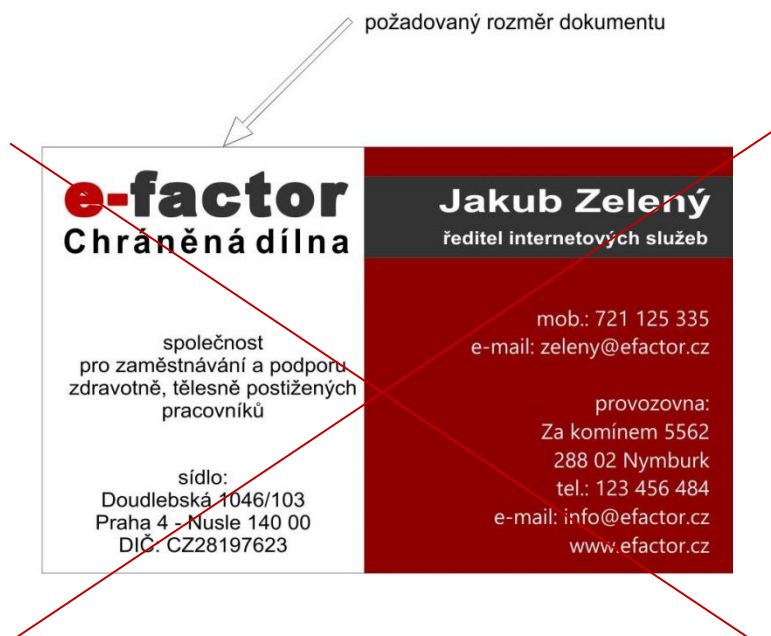 požadovaný rozměr dokumentu
e-factor
Chráněná dílna
společnost
pro zaměstnávání a podporu
zdravotně, tělesně postižených
pracovníků
sídlo:
Doudlebská 1046/103
Praha 4 - Nusle 140 00
DIČ: CZ28197623
Jakub Zelený
ředitel internetových služeb
mob.: 721 125 335
e-mail: zeleny@efactor.cz
provozovna:
Za komínem 5562
288 02 Nymburk
tel.: 123 456 484
e-mail: info@efactor.cz
www.efactor.cz